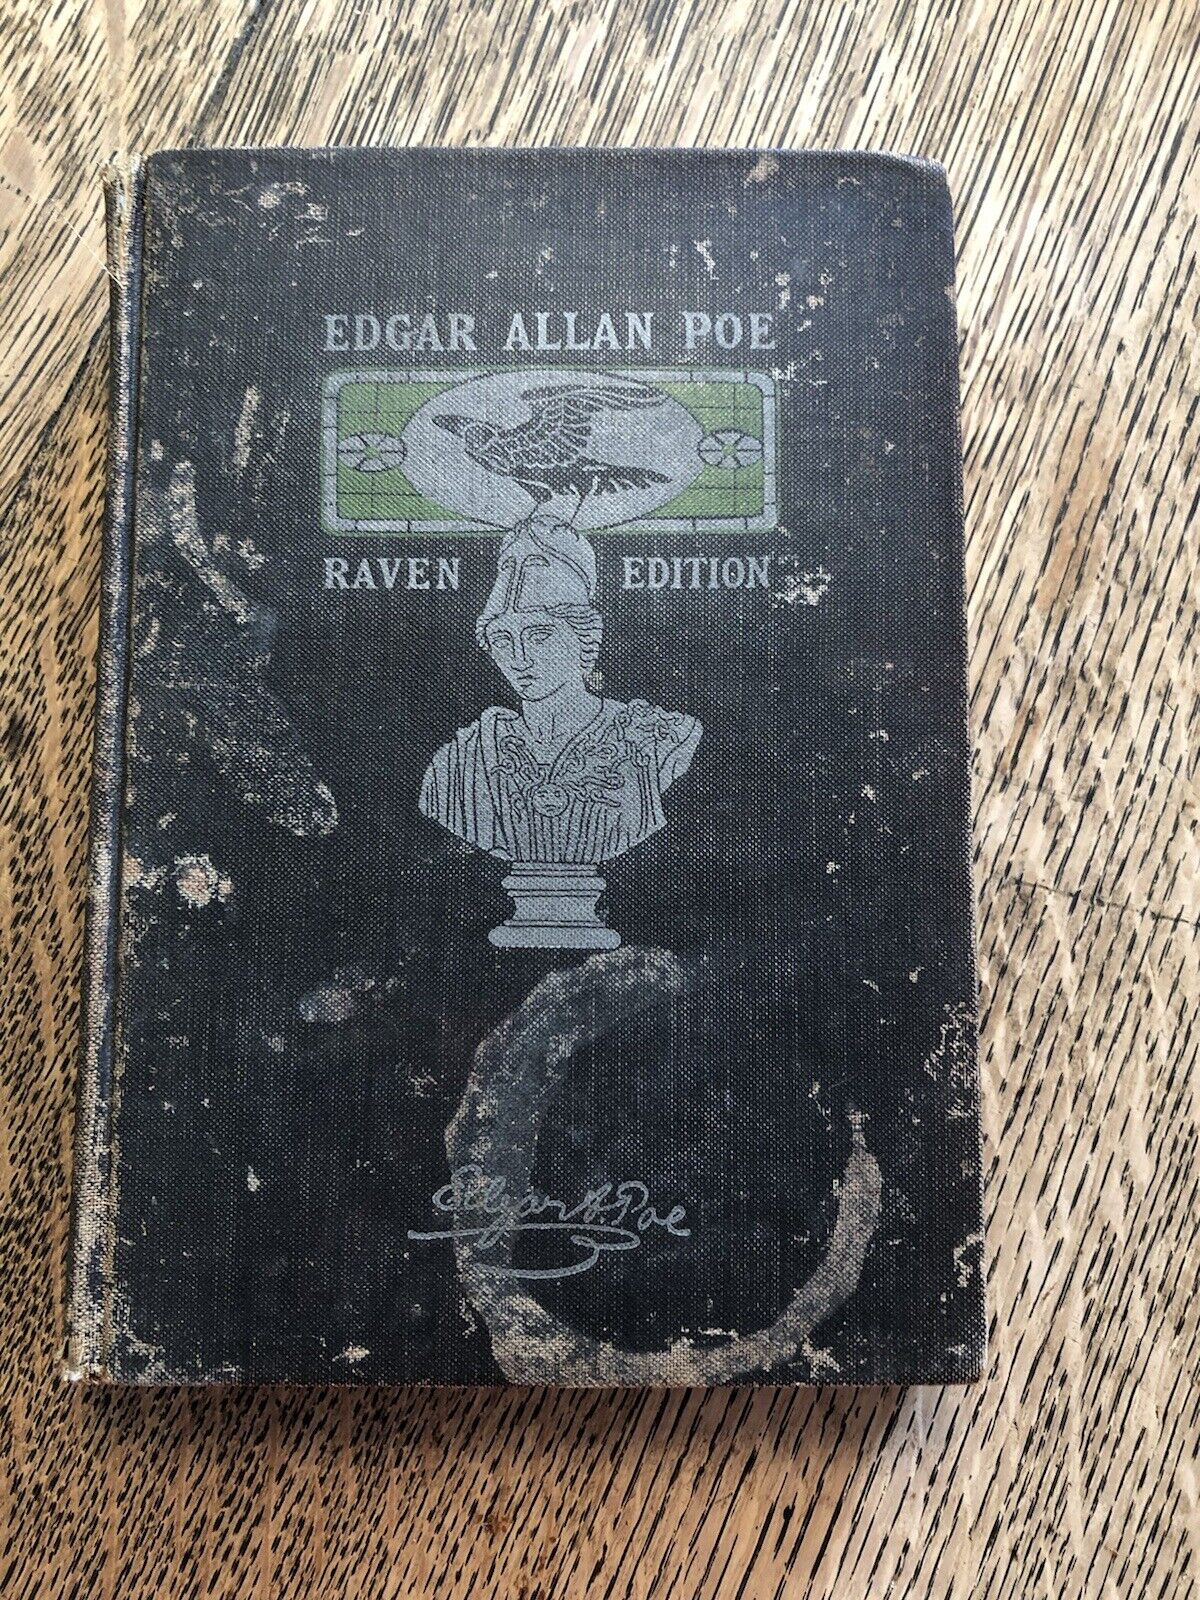 EDGAR ALLAN POE
RAVEN EDITION
Edgar A. Poe